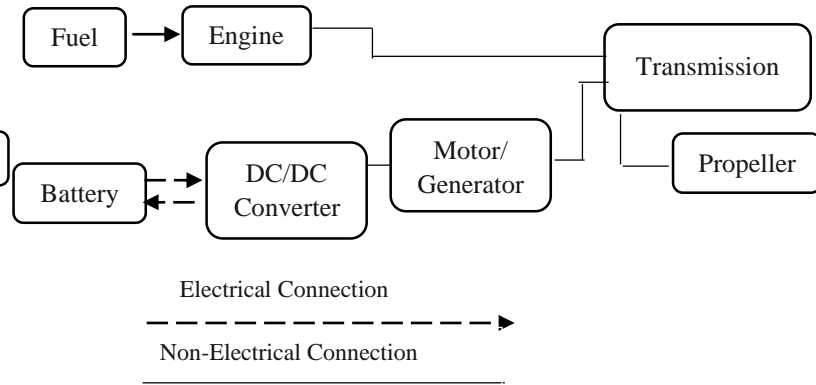 Fuel
Engine
Transmission
Battery
DC/DC
Converter
Motor/
Generator
Propeller
Electrical Connection
Non-Electrical Connection